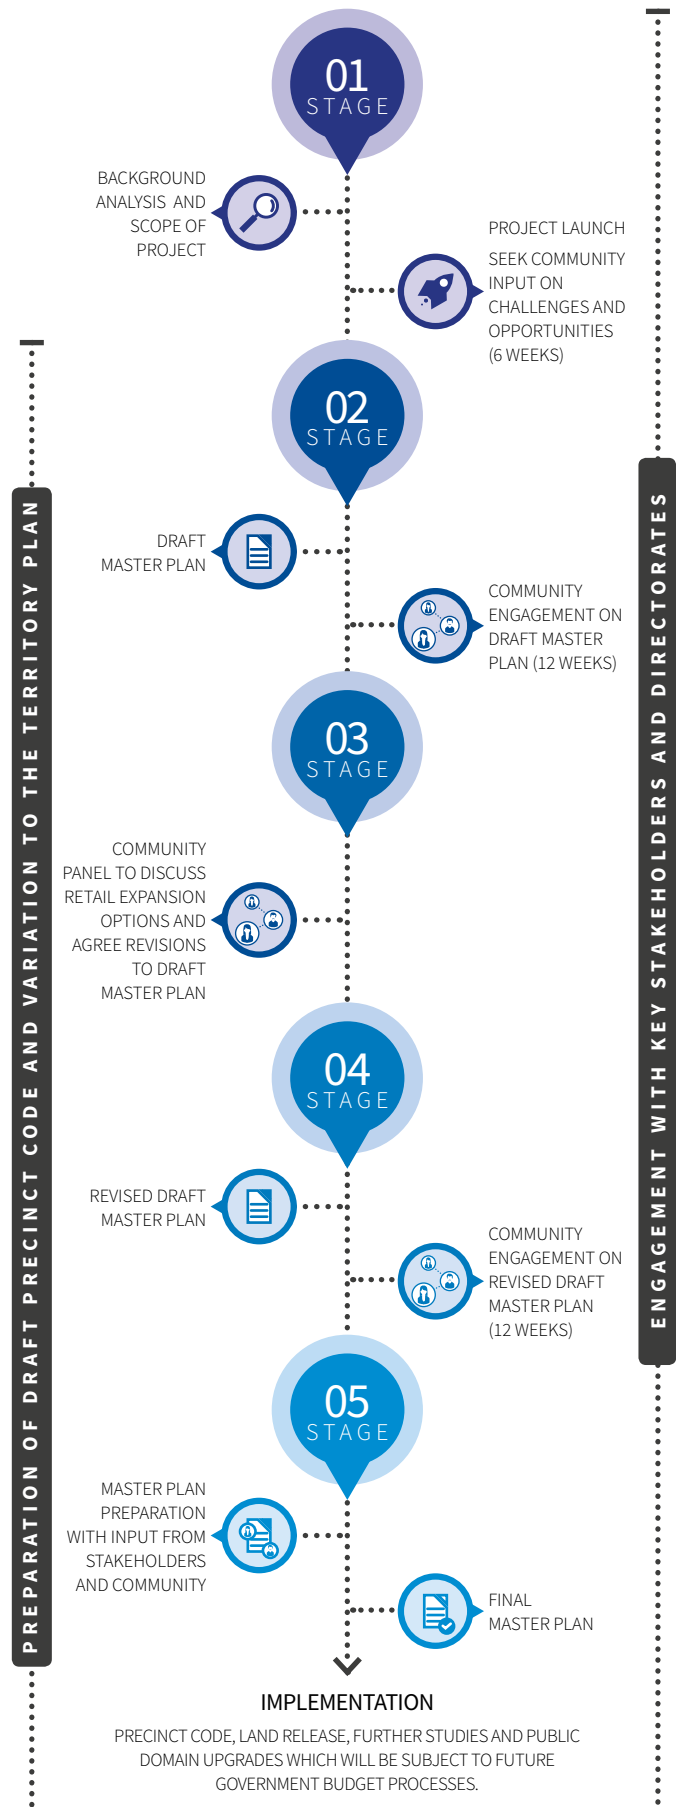 01
STAGE
BACKGROUND
ANALYSIS AND
SCOPE OF
PROJECT
PROJECT LAUNCH
SEEK COMMUNITY
INPUT ON
CHALLENGES AND
OPPORTUNITIES
(6 WEEKS)
02
STAGE
DRAFT
MASTER PLAN
COMMUNITY
ENGAGEMENT ON
DRAFT MASTER
PLAN (12 WEEKS)
03
STAGE
COMMUNITY
PANEL TO DISCUSS
RETAIL EXPANSION
OPTIONS AND
AGREE REVISIONS
TO DRAFT
MASTER PLAN
04
STAGE
REVISED DRAFT
MASTER PLAN
COMMUNITY
ENGAGEMENT ON
REVISED DRAFT
MASTER PLAN
(12 WEEKS)
05
STAGE
MASTER PLAN
PREPARATION
WITH INPUT FROM
STAKEHOLDERS
AND COMMUNITY
FINAL
MASTER PLAN
IMPLEMENTATION
PRECINCT CODE, LAND RELEASE, FURTHER STUDIES AND PUBLIC
DOMAIN UPGRADES WHICH WILL BE SUBJECT TO FUTURE
GOVERNMENT BUDGET PROCESSES.
PREPARATION OF DRAFT PRECINCT CODE AND VARIATION TO THE TERRITORY PLAN
ENGAGEMENT WITH KEY STAKEHOLDERS AND DIRECTORATES